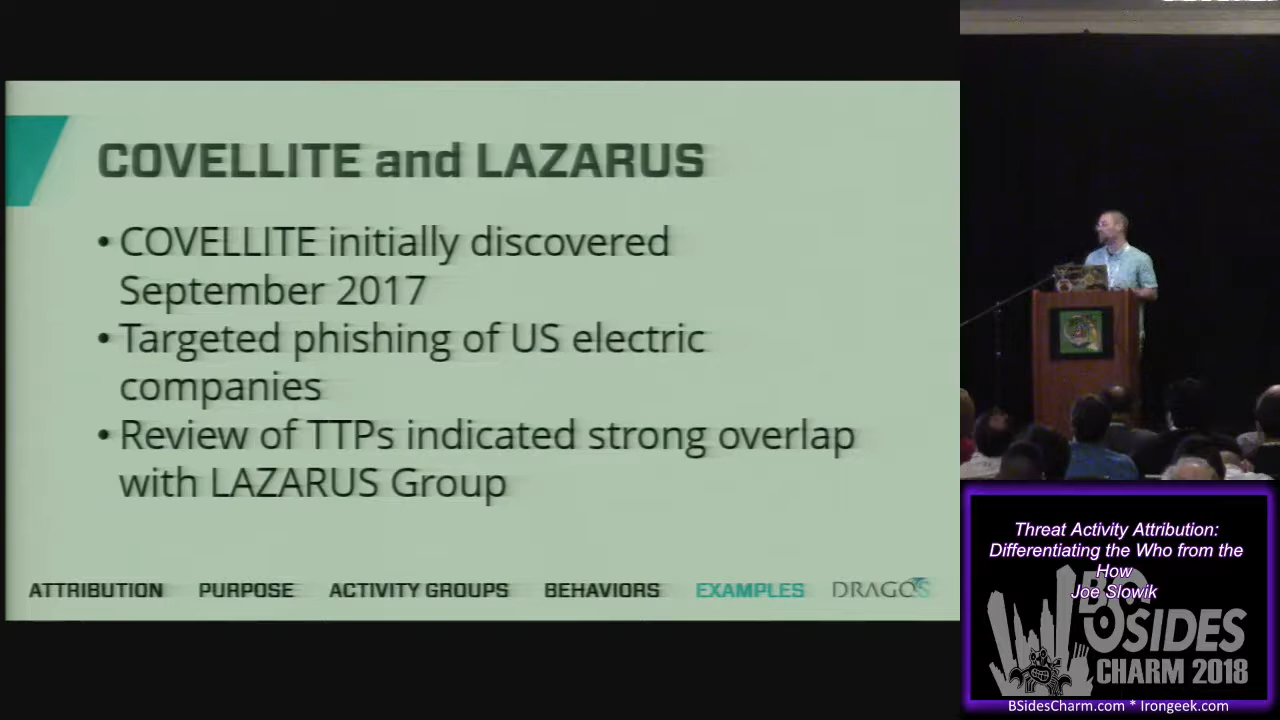 COVELLITE and LAZARUS
• COVELLITE initially discovered
September 2017
• Targeted phishing of US electric
companies
• Review of TTPs indicated strong overlap
with LAZARUS Group
ATTRIBUTION PURPOSE ACTIVITY GROUPS BEHAVIORS EXAMPLES DRAGOS
Threat Activity Attribution:
Differentiating the Who from the
How
Joe Slowik
BSIDES
CHARM 2018
BSidesCharm.com * Irongeek.com